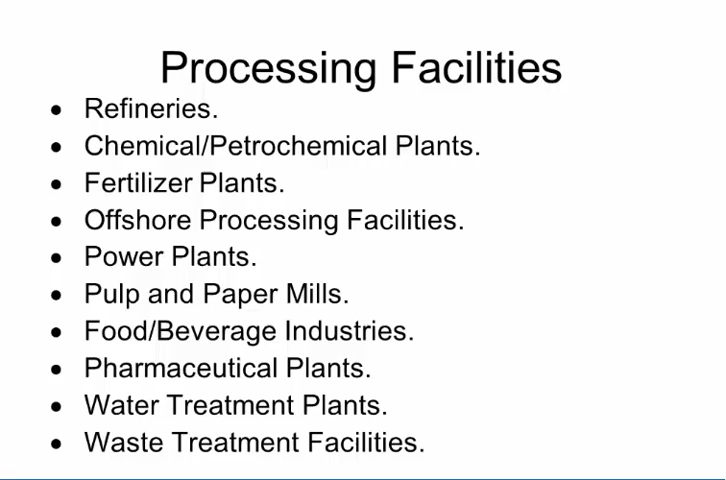 Processing Facilities
• Refineries.
• Chemical/Petrochemical Plants.
• Fertilizer Plants.
• Offshore Processing Facilities.
• Power Plants.
• Pulp and Paper Mills.
• Food/Beverage Industries.
• Pharmaceutical Plants.
• Water Treatment Plants.
• Waste Treatment Facilities.